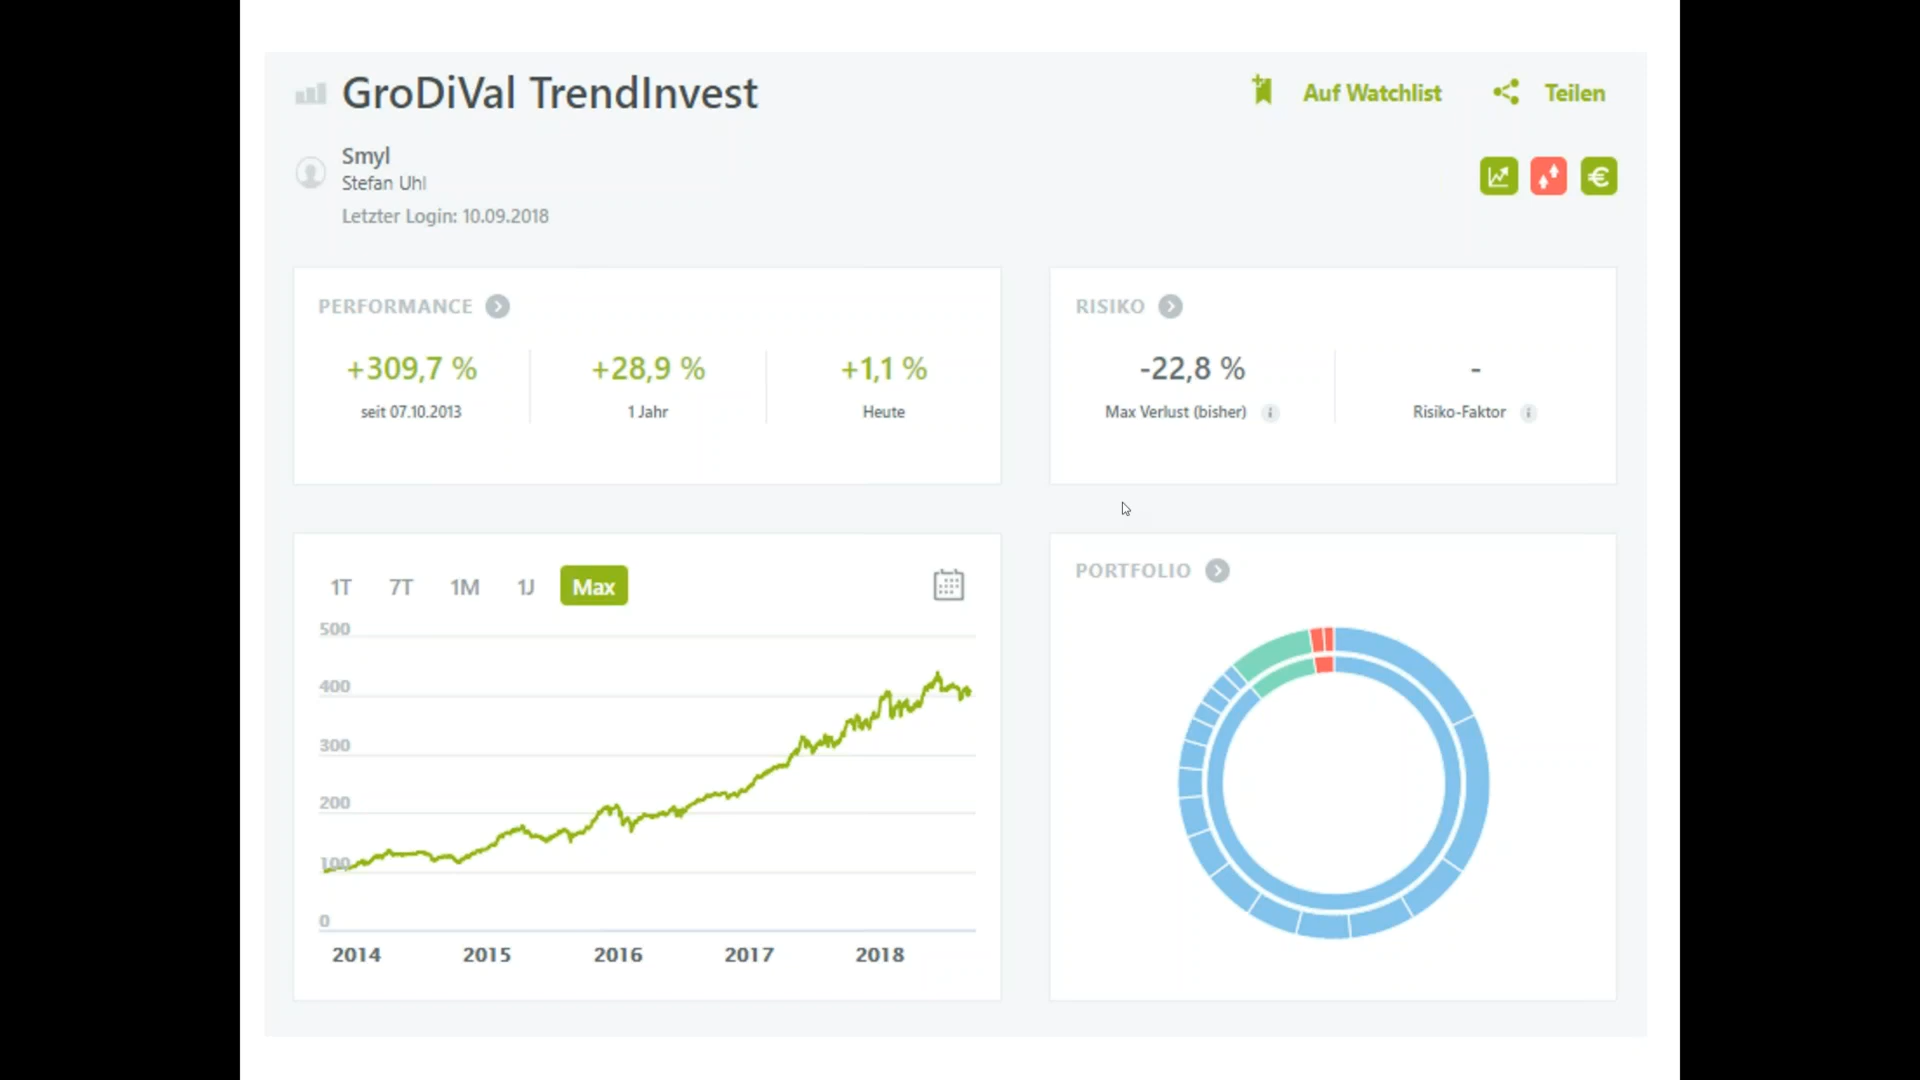 GroDiVal TrendInvest
Auf Watchlist
Teilen
Smyl
Stefan Uhl
Letzter Login: 10.09.2018
PERFORMANCE
+309,7 %
+28,9 %
+1,1 %
seit 07.10.2013
1 Jahr
Heute
RISIKO
-22,8 %
-
Max Verlust (bisher)
Risiko-Faktor
1T 7T 1M 1J Max
500
400
300
200
100
0
2014 2015 2016 2017 2018
PORTFOLIO